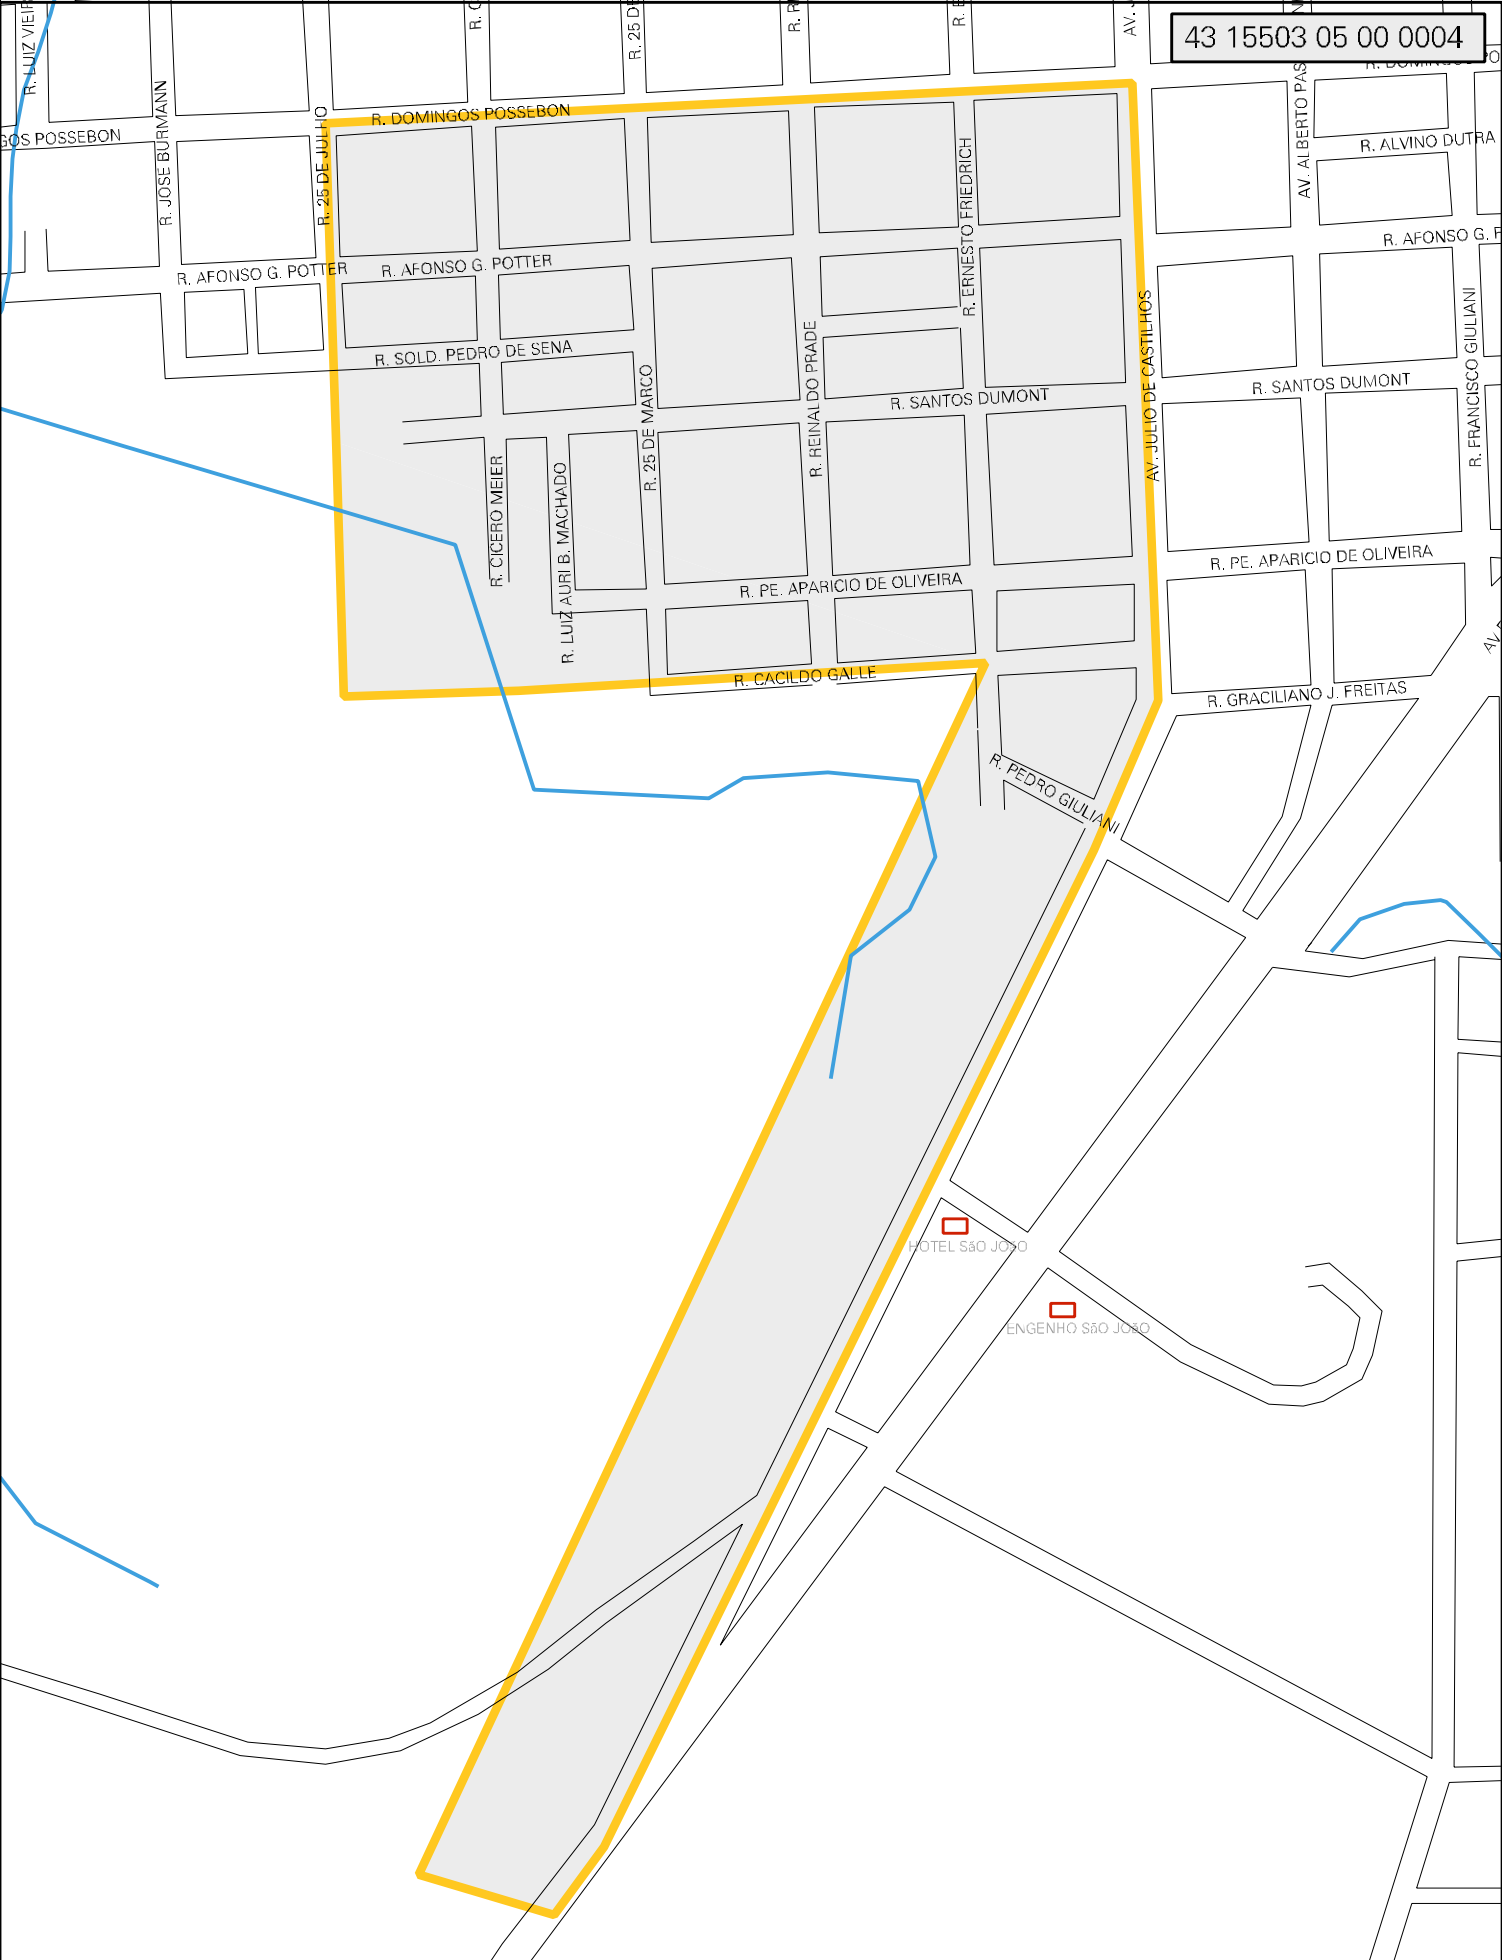 43 15503 05 00 0004
R. LUIZ VIEIR
R. 25 DE
AV. J
R. JOSE BURMANN
R. 25 DE JULHO
R. DOMINGOS POSSEBON
GOS POSSEBON
AV. ALBERTO PAS
R. ALVINO DUTRA
R. ERNESTO FRIEDRICH
R. AFONSO G. P
R. AFONSO G. POTTER
R. AFONSO G. POTTER
R. SOLD. PEDRO DE SENA
R. REINALDO PRADE
AV. JULIO DE CASTILHOS
R. FRANCISCO GIULIANI
R. SANTOS DUMONT
R. SANTOS DUMONT
R. 25 DE MARCO
R. CICERO MEIER
R. LUIZ AURI B. MACHADO
R. PE. APARICIO DE OLIVEIRA
R. PE. APARICIO DE OLIVEIRA
R. CACILDO GALLE
R. GRACILIANO J. FREITAS
R. PEDRO GIULIANI
HOTEL SãO JOãO
ENGENHO SãO JOãO